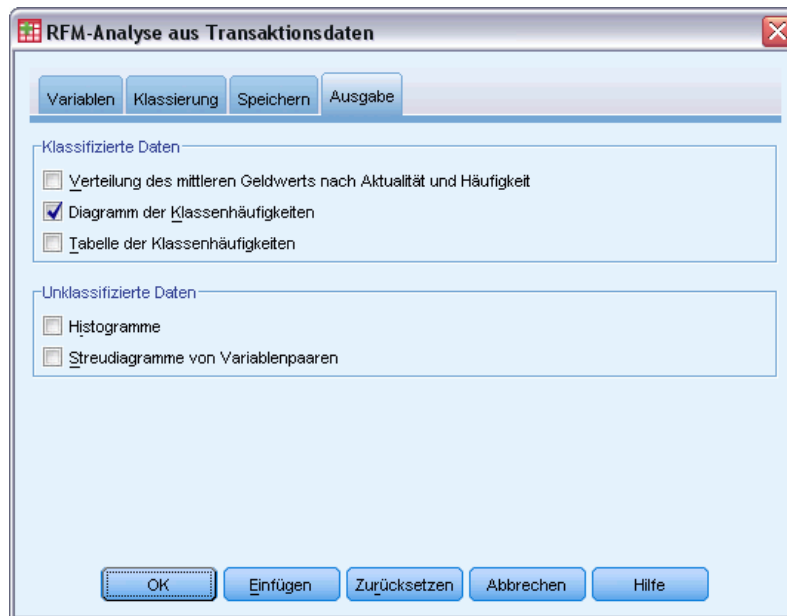 RFM-Analyse aus Transaktionsdaten
Variablen Klassierung Speichern Ausgabe
Klassifizierte Daten
Verteilung des mittleren Geldwerts nach Aktualität und Häufigkeit
Diagramm der Klassenhäufigkeiten
Tabelle der Klassenhäufigkeiten
Unklassifizierte Daten
Histogramme
Streudiagramme von Variablenpaaren
OK Einfügen Zurücksetzen Abbrechen Hilfe